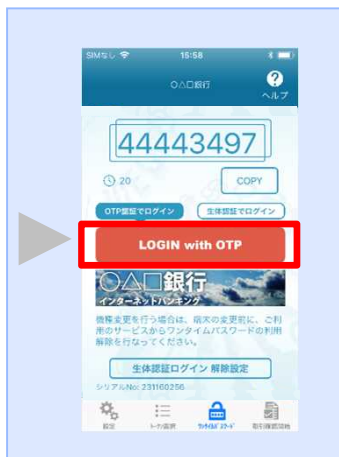 SIMなし 15:58
○△□銀行
?
ヘルプ
44443497
20 COPY
OTP認証でログイン 生体認証でログイン
LOGIN with OTP
○△□銀行
インターネットバンキング
機種変更を行う場合は、端末の変更前に、ご利
用のサービスからワンタイムパスワードの利用
解除を行なってください。
生体認証ログイン 解除設定
シリアルNo: 231160256
設定 トークン選択 ワンタイムパスワード 取引確認開始